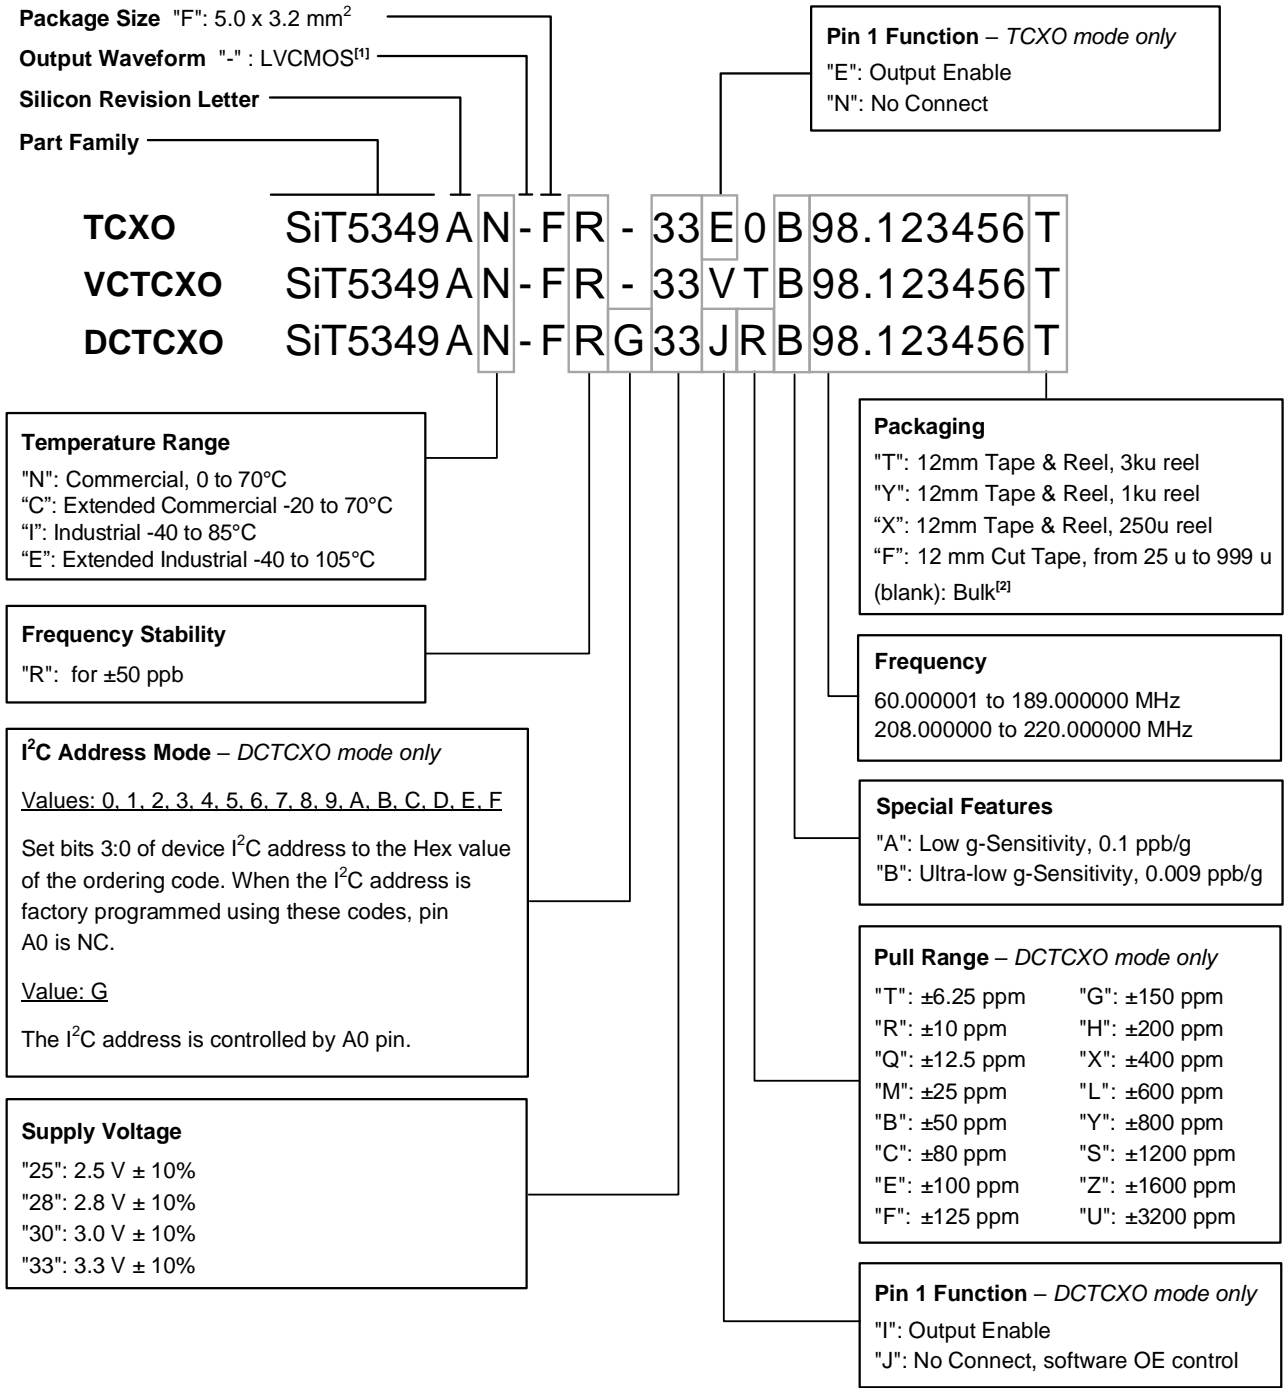 Package Size "F": 5.0 x 3.2 mm²
Output Waveform "-" : LVCMOS[1]
Silicon Revision Letter
Part Family
Pin 1 Function – TCXO mode only
"E": Output Enable
"N": No Connect
TCXO SiT5349 A N - F R - 33 E 0 B 98.123456 T
VCTCXO SiT5349 A N - F R - 33 V T B 98.123456 T
DCTCXO SiT5349 A N - F R G 33 J R B 98.123456 T
Temperature Range
"N": Commercial, 0 to 70°C
“C”: Extended Commercial -20 to 70°C
“I”: Industrial -40 to 85°C
“E”: Extended Industrial -40 to 105°C
Frequency Stability
"R": for ±50 ppb
I²C Address Mode – DCTCXO mode only
Values: 0, 1, 2, 3, 4, 5, 6, 7, 8, 9, A, B, C, D, E, F
Set bits 3:0 of device I²C address to the Hex value
of the ordering code. When the I²C address is
factory programmed using these codes, pin
A0 is NC.
Value: G
The I²C address is controlled by A0 pin.
Supply Voltage
"25": 2.5 V ± 10%
"28": 2.8 V ± 10%
"30": 3.0 V ± 10%
"33": 3.3 V ± 10%
Packaging
"T": 12mm Tape & Reel, 3ku reel
"Y": 12mm Tape & Reel, 1ku reel
“X”: 12mm Tape & Reel, 250u reel
“F”: 12 mm Cut Tape, from 25 u to 999 u
(blank): Bulk[2]
Frequency
60.000001 to 189.000000 MHz
208.000000 to 220.000000 MHz
Special Features
"A": Low g-Sensitivity, 0.1 ppb/g
"B": Ultra-low g-Sensitivity, 0.009 ppb/g
Pull Range – DCTCXO mode only
"T": ±6.25 ppm "G": ±150 ppm
"R": ±10 ppm "H": ±200 ppm
"Q": ±12.5 ppm "X": ±400 ppm
"M": ±25 ppm "L": ±600 ppm
"B": ±50 ppm "Y": ±800 ppm
"C": ±80 ppm "S": ±1200 ppm
"E": ±100 ppm "Z": ±1600 ppm
"F": ±125 ppm "U": ±3200 ppm
Pin 1 Function – DCTCXO mode only
"I": Output Enable
"J": No Connect, software OE control